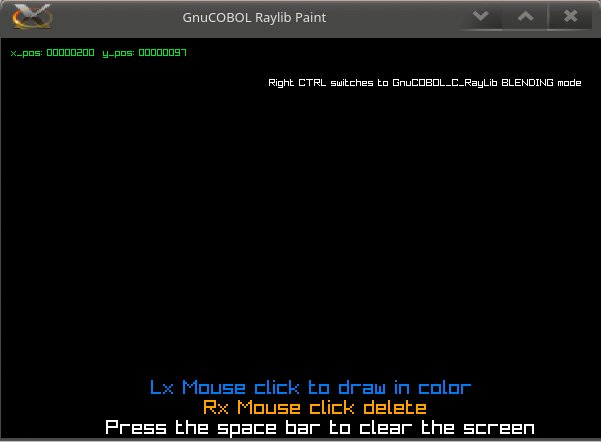 GnuCOBOL Raylib Paint
x_pos: 00000200 y_pos: 00000097
Right CTRL switches to GnuCOBOL_C_RayLib BLENDING mode
Lx Mouse click to draw in color
Rx Mouse click delete
Press the space bar to clear the screen